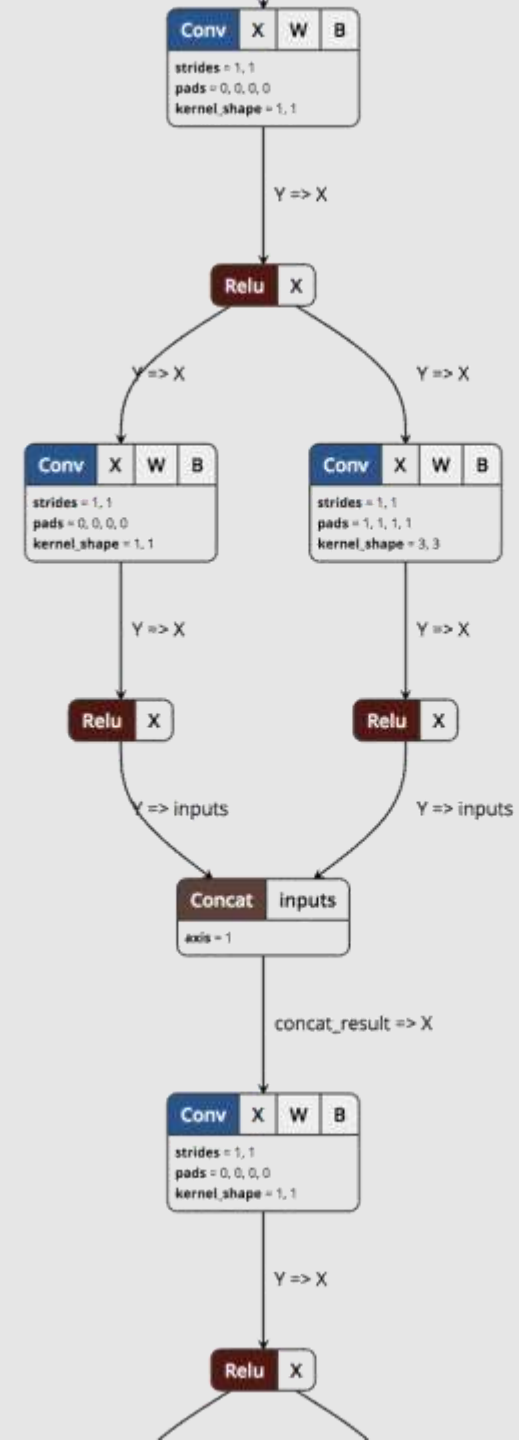 Conv X W B
strides = 1, 1
pads = 0, 0, 0, 0
kernel_shape = 1, 1
Y => X
Relu X
Y => X Y => X
Conv X W B Conv X W B
strides = 1, 1 strides = 1, 1
pads = 0, 0, 0, 0 pads = 1, 1, 1, 1
kernel_shape = 1, 1 kernel_shape = 3, 3
Y => X Y => X
Relu X Relu X
Y => inputs Y => inputs
Concat inputs
axis = 1
concat_result => X
Conv X W B
strides = 1, 1
pads = 0, 0, 0, 0
kernel_shape = 1, 1
Y => X
Relu X